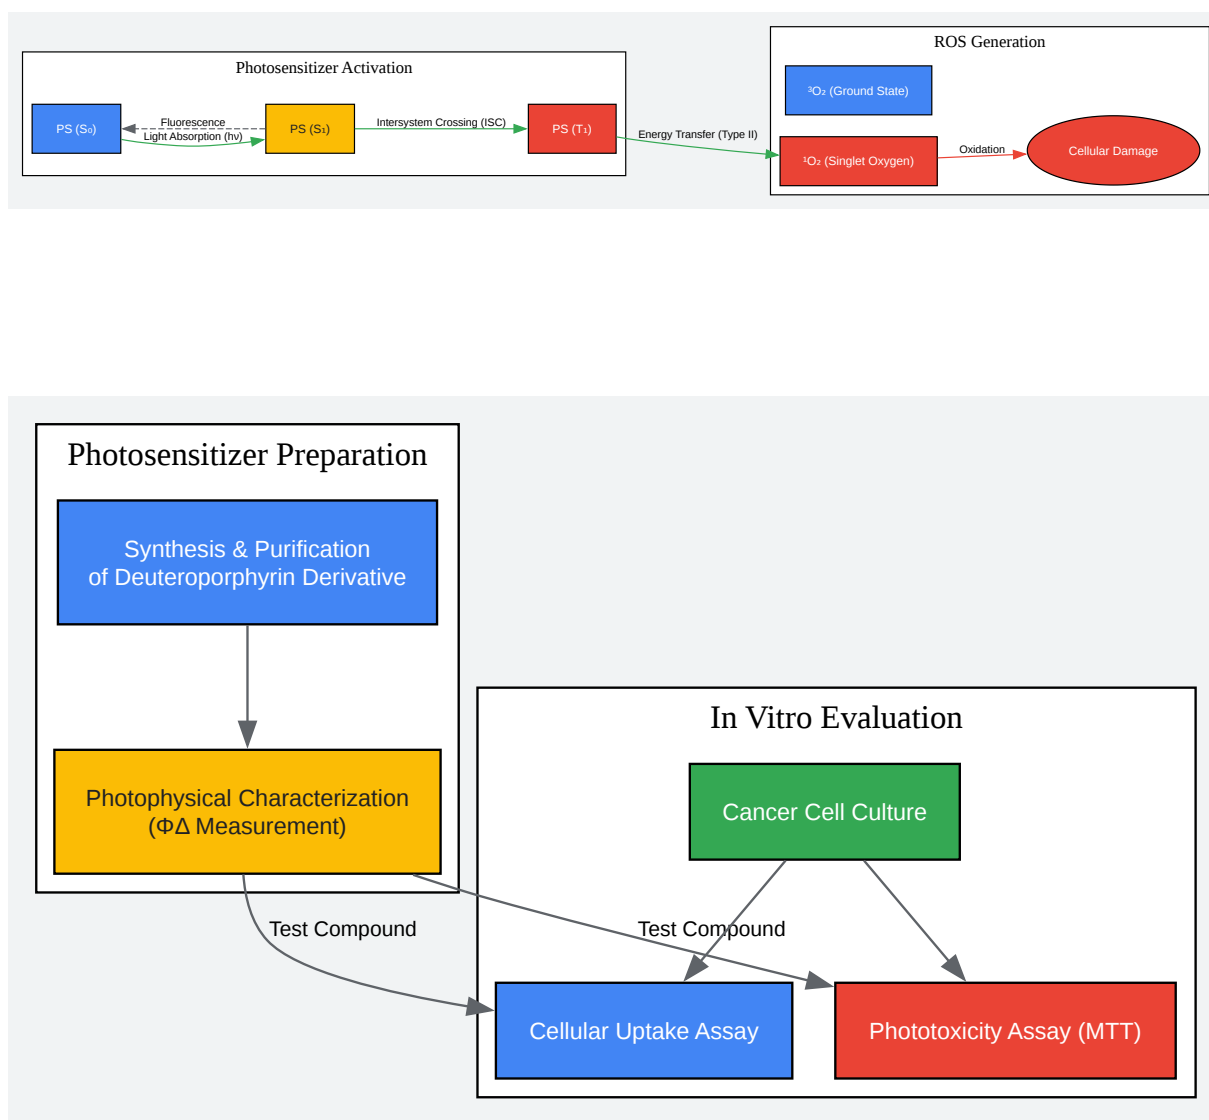 Photosensitizer Activation
PS (S₀)
Fluorescence
Light Absorption (hν)
PS (S₁)
Intersystem Crossing (ISC)
PS (T₁)
Energy Transfer (Type II)
ROS Generation
³O₂ (Ground State)
¹O₂ (Singlet Oxygen)
Oxidation
Cellular Damage
Photosensitizer Preparation
Synthesis & Purification
of Deuteroporphyrin Derivative
Photophysical Characterization
(ΦΔ Measurement)
Test Compound
In Vitro Evaluation
Cancer Cell Culture
Test Compound
Cellular Uptake Assay
Phototoxicity Assay (MTT)